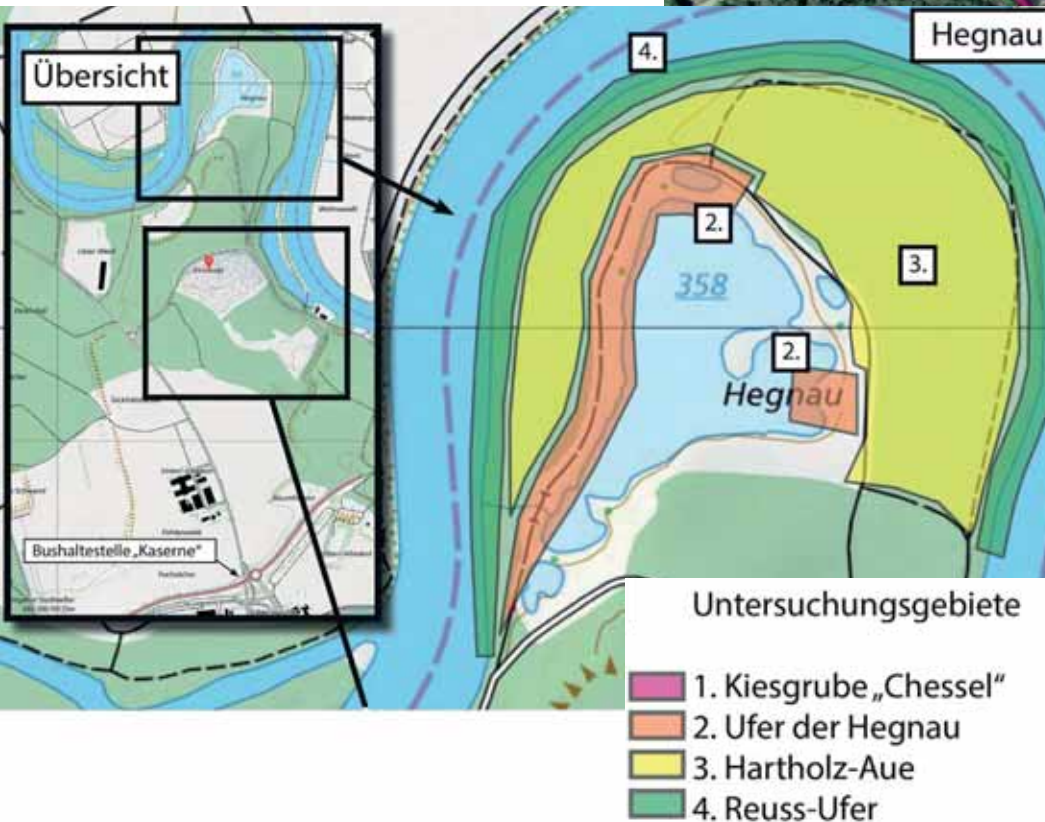 Übersicht
Hegnau
Bushaltestelle „Kaserne“
4.
Hegnau
2.
3.
358
2.
Hegnau
Untersuchungsgebiete
1. Kiesgrube „Chessel“
2. Ufer der Hegnau
3. Hartholz-Aue
4. Reuss-Ufer